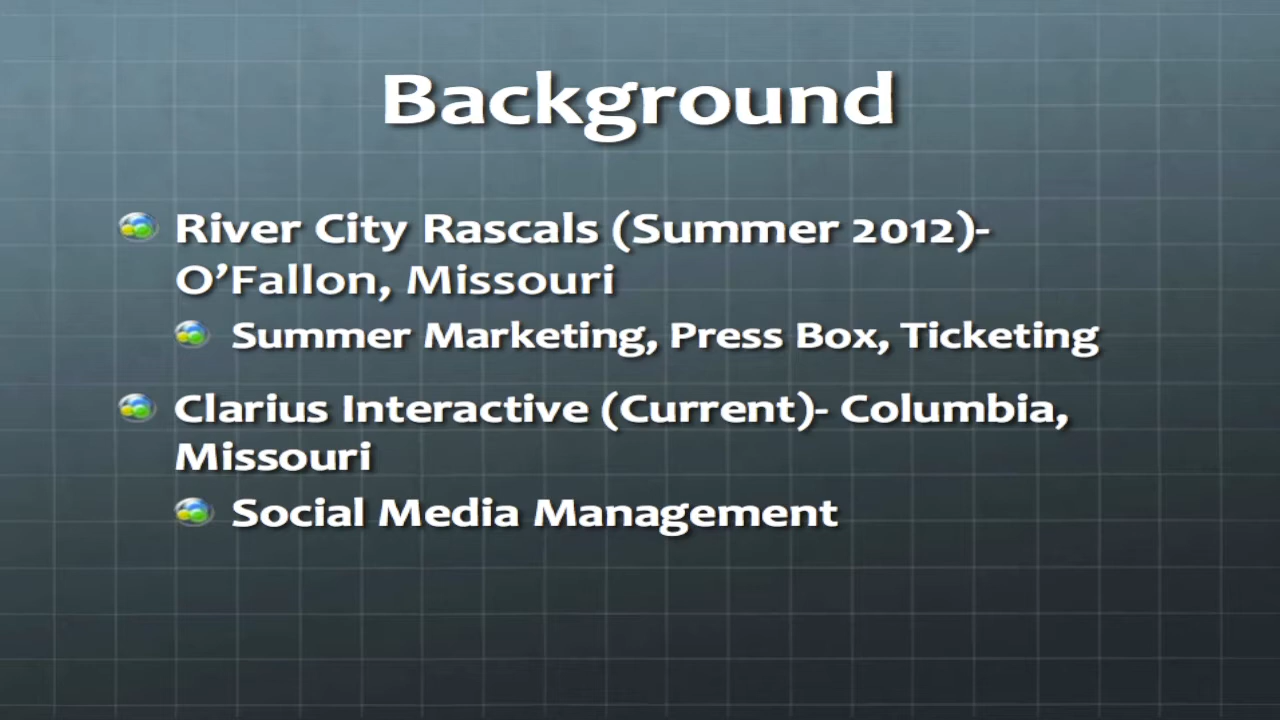 Background
River City Rascals (Summer 2012)-
O’Fallon, Missouri
Summer Marketing, Press Box, Ticketing
Clarius Interactive (Current)- Columbia,
Missouri
Social Media Management